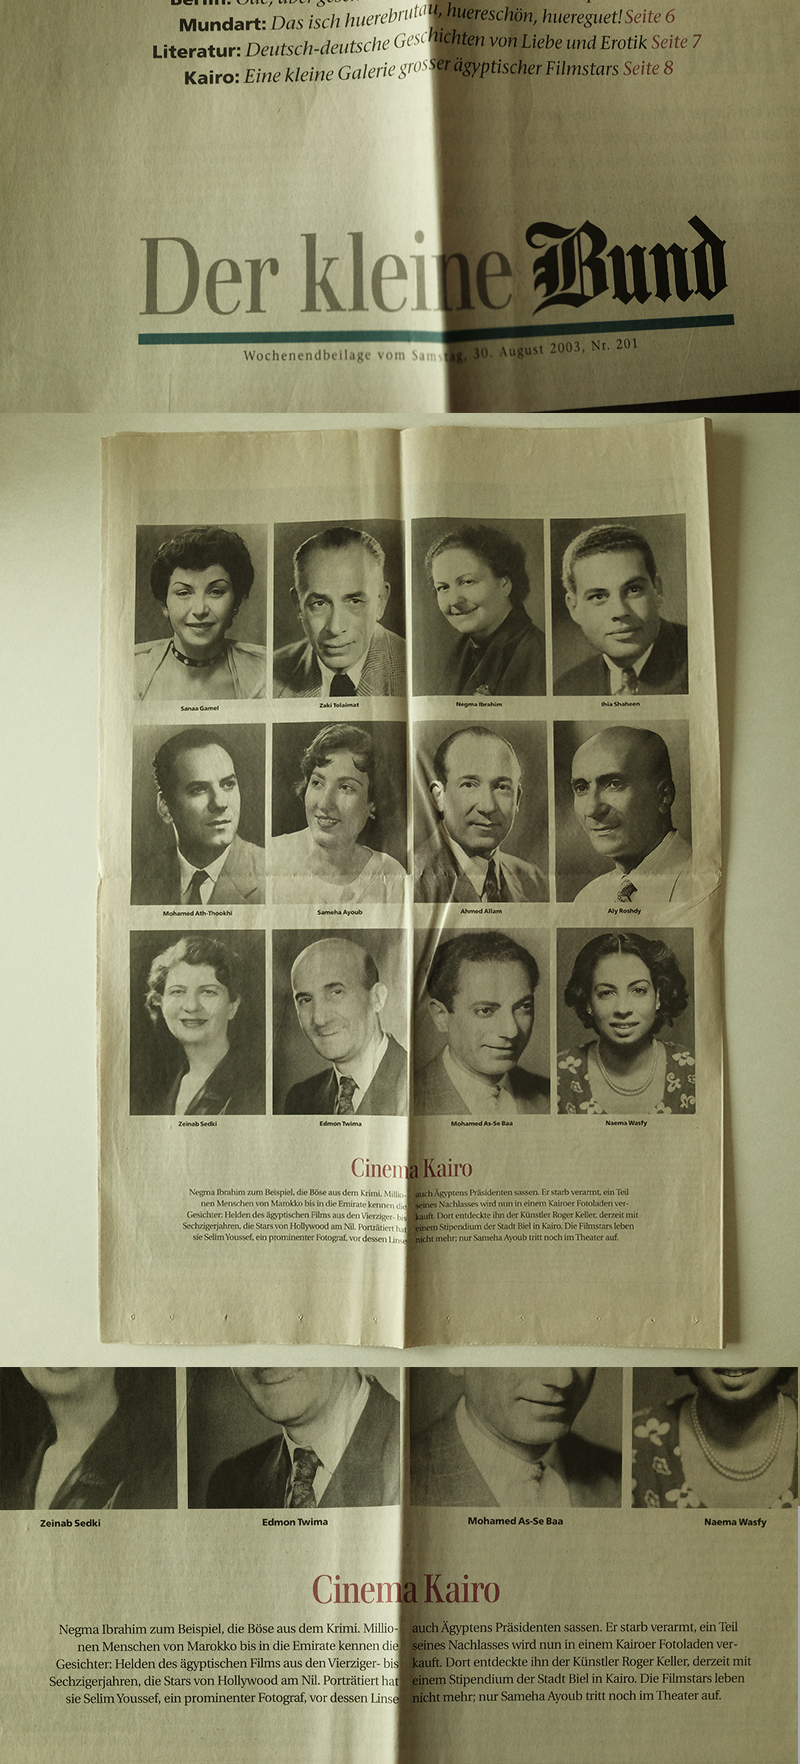 Mundart: Das isch huerebrutau, huereschön, huereguet! Seite 6
Literatur: Deutsch-deutsche Geschichten von Liebe und Erotik Seite 7
Kairo: Eine kleine Galerie grosser ägyptischer Filmstars Seite 8
Der kleine Bund
Wochenendbeilage vom Samstag, 30. August 2003, Nr. 201
Sanaa Gamel
Zaki Tolaimat
Negma Ibrahim
Ihia Shaheen
Mohamed Ath-Thookhi
Sameha Ayoub
Ahmed Allam
Aly Roshdy
Zeinab Sedki
Edmon Twima
Mohamed As-Se Baa
Naema Wasfy
Cinema Kairo
Negma Ibrahim zum Beispiel, die Böse aus dem Krimi. Millio-
nen Menschen von Marokko bis in die Emirate kennen die
Gesichter: Helden des ägyptischen Films aus den Vierziger- bis
Sechzigerjahren, die Stars von Hollywood am Nil. Porträtiert hat
sie Selim Youssef, ein prominenter Fotograf, vor dessen Linse
auch Ägyptens Präsidenten sassen. Er starb verarmt, ein Teil
seines Nachlasses wird nun in einem Kairoer Fotoladen ver-
kauft. Dort entdeckte ihn der Künstler Roger Keller, derzeit mit
einem Stipendium der Stadt Biel in Kairo. Die Filmstars leben
nicht mehr; nur Sameha Ayoub tritt noch im Theater auf.
Zeinab Sedki
Edmon Twima
Mohamed As-Se Baa
Naema Wasfy
Cinema Kairo
Negma Ibrahim zum Beispiel, die Böse aus dem Krimi. Millio-
nen Menschen von Marokko bis in die Emirate kennen die
Gesichter: Helden des ägyptischen Films aus den Vierziger- bis
Sechzigerjahren, die Stars von Hollywood am Nil. Porträtiert hat
sie Selim Youssef, ein prominenter Fotograf, vor dessen Linse
auch Ägyptens Präsidenten sassen. Er starb verarmt, ein Teil
seines Nachlasses wird nun in einem Kairoer Fotoladen ver-
kauft. Dort entdeckte ihn der Künstler Roger Keller, derzeit mit
einem Stipendium der Stadt Biel in Kairo. Die Filmstars leben
nicht mehr; nur Sameha Ayoub tritt noch im Theater auf.